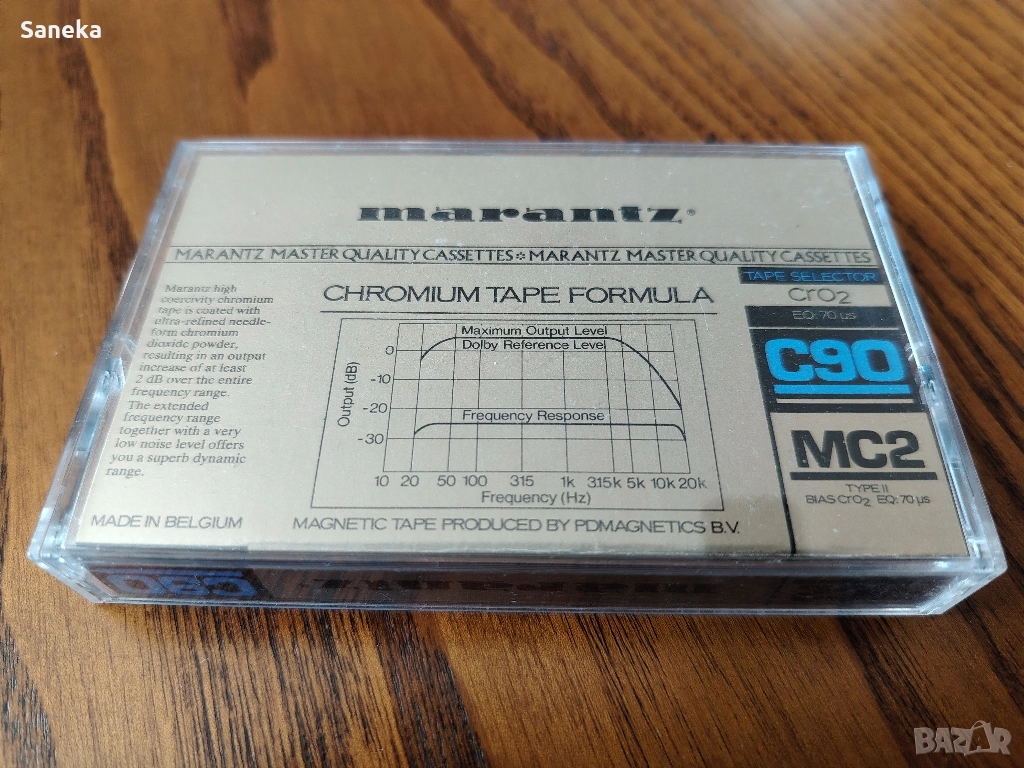 Saneka
marantz®
MARANTZ MASTER QUALITY CASSETTES * MARANTZ MASTER QUALITY CASSETTES
Marantz high
coercivity chromium
tape is coated with
ultra-refined needle-
form chromium
dioxide powder,
resulting in an output
increase of at least
2 dB over the entire
frequency range.
The extended
frequency range
together with a very
low noise level offers
you a superb dynamic
range.
CHROMIUM TAPE FORMULA
Maximum Output Level
Dolby Reference Level
Frequency Response
Output (dB)
0
-10
-20
-30
10 20 50 100 315 1k 315k 5k 10k 20k
Frequency (Hz)
TAPE SELECTOR
CrO2
EQ: 70 µs
C90
MC2
TYPE II
BIAS CrO2 EQ: 70 µs
MADE IN BELGIUM
MAGNETIC TAPE PRODUCED BY PDMAGNETICS B.V.
C90
BAZAR